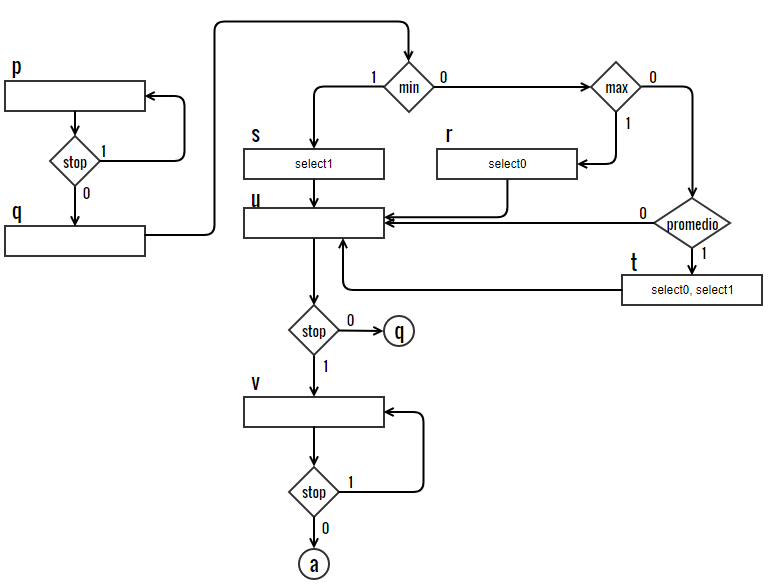 p
stop
1
0
q
min
1
0
max
0
1
s
select1
r
select0
u
promedio
0
1
t
select0, select1
stop
0
q
1
v
stop
1
0
a